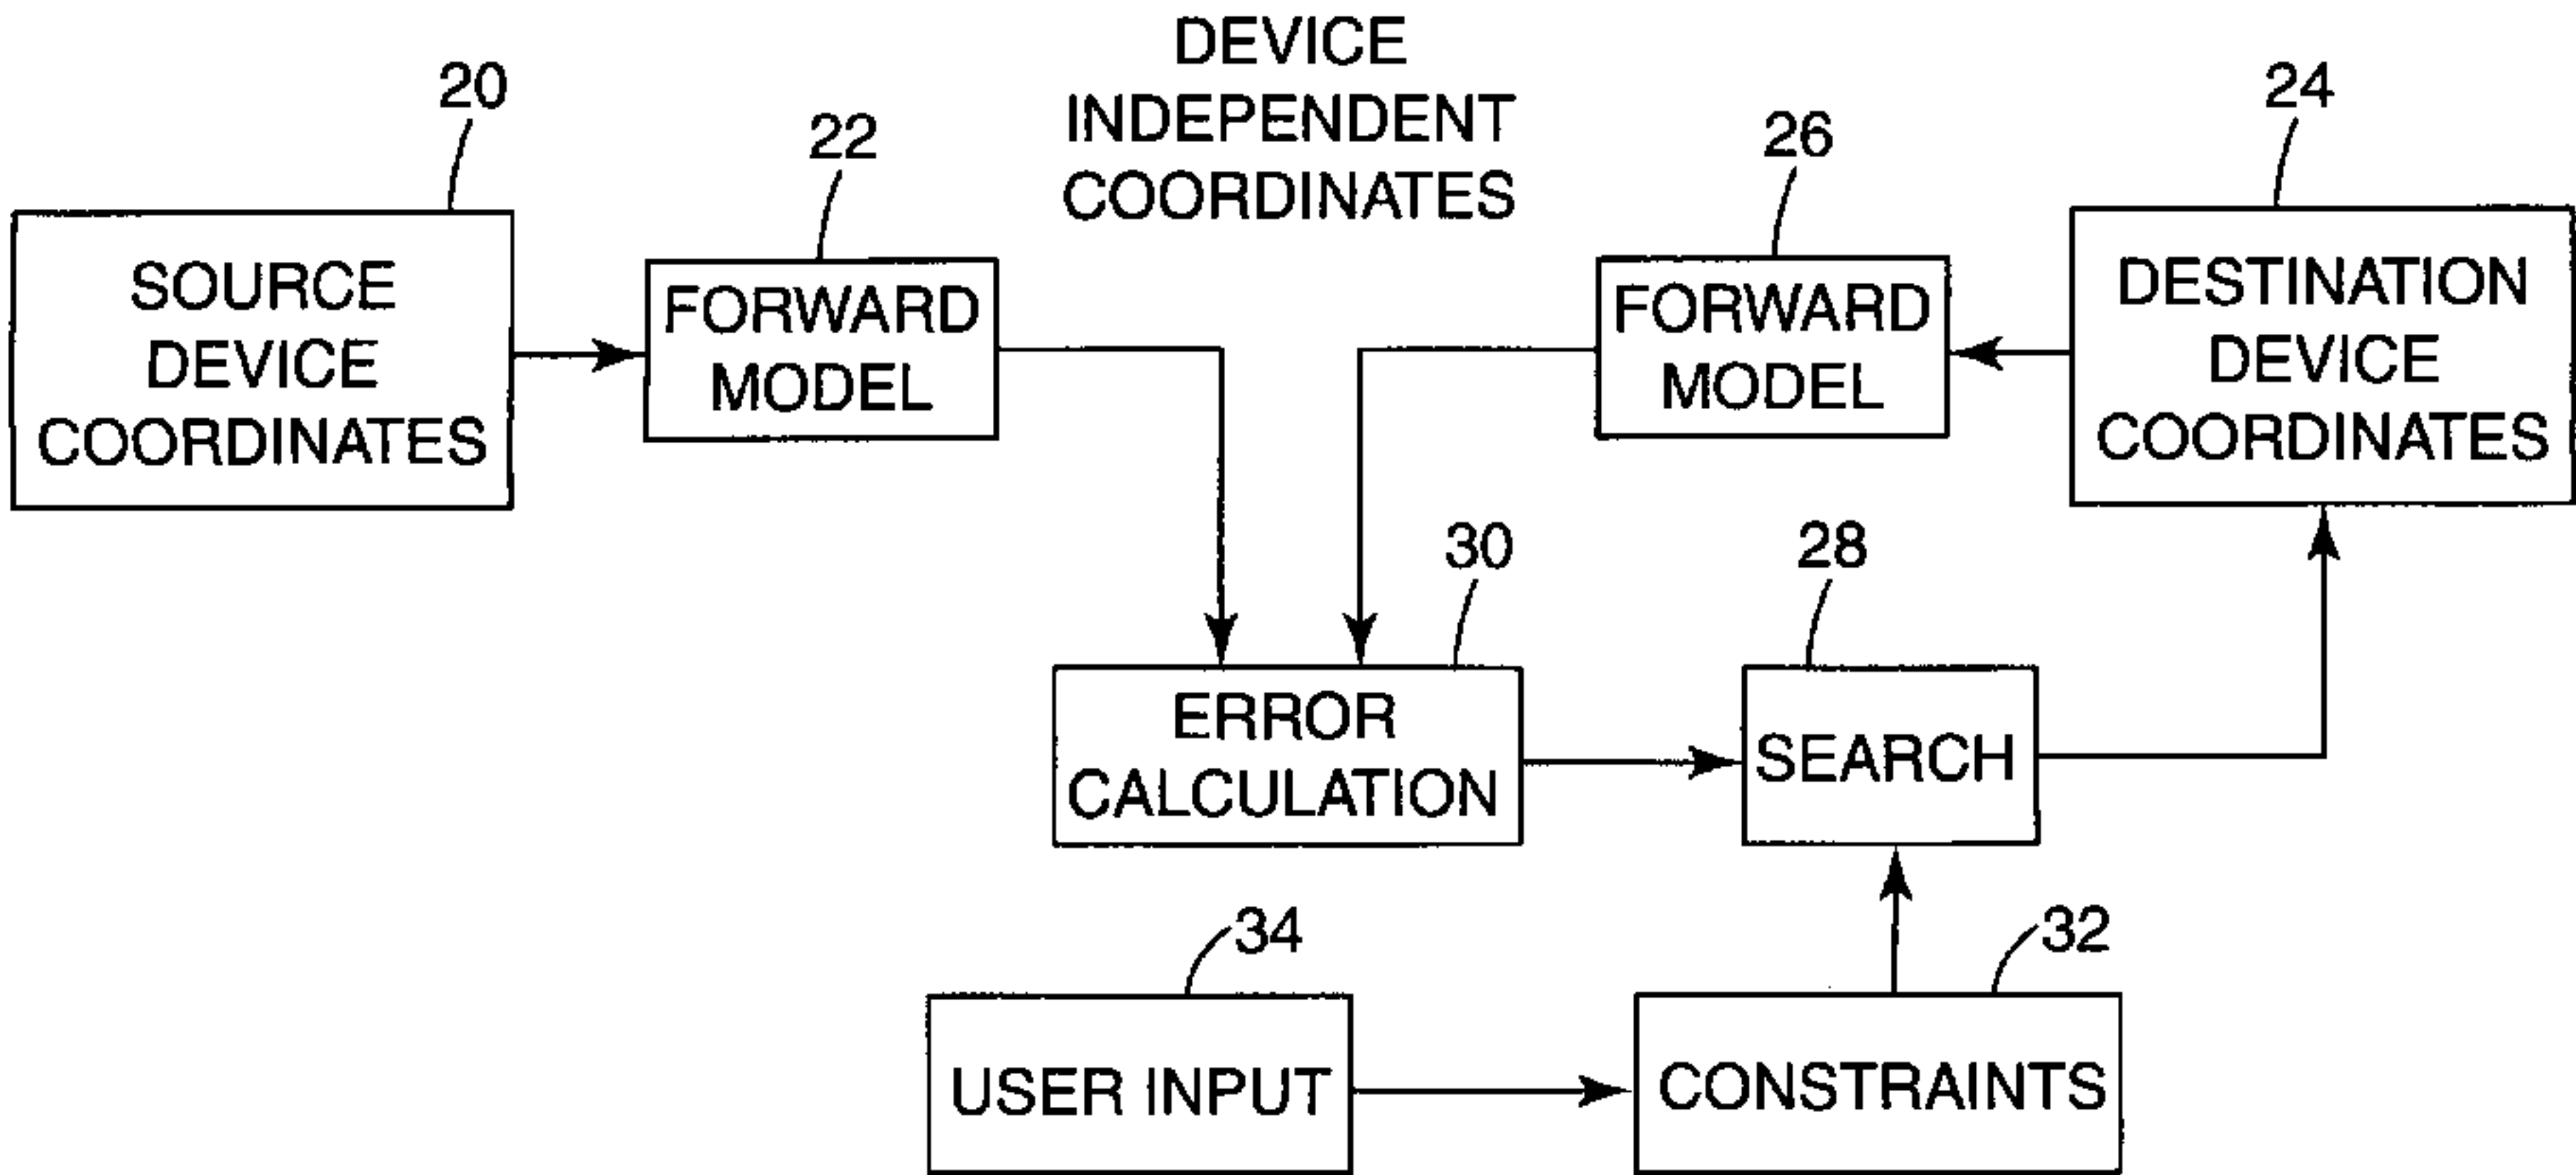 DEVICE
INDEPENDENT
COORDINATES
20
22
26
24
SOURCE
DEVICE
COORDINATES
FORWARD
MODEL
FORWARD
MODEL
DESTINATION
DEVICE
COORDINATES
30
28
ERROR
CALCULATION
SEARCH
34
32
USER INPUT
CONSTRAINTS